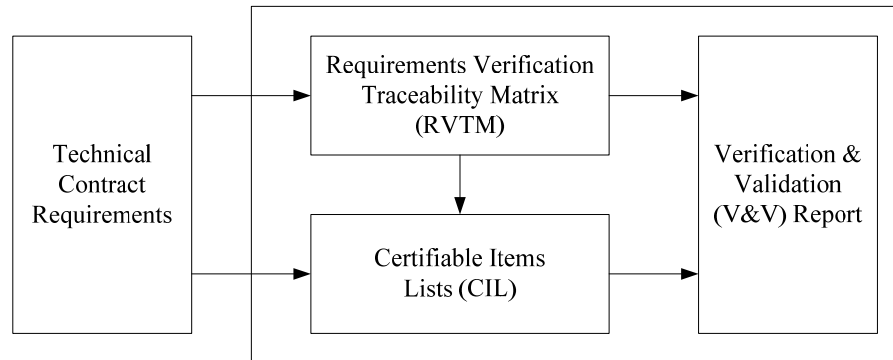 Technical
Contract
Requirements
Requirements Verification
Traceability Matrix
(RVTM)
Certifiable Items
Lists (CIL)
Verification &
Validation
(V&V) Report